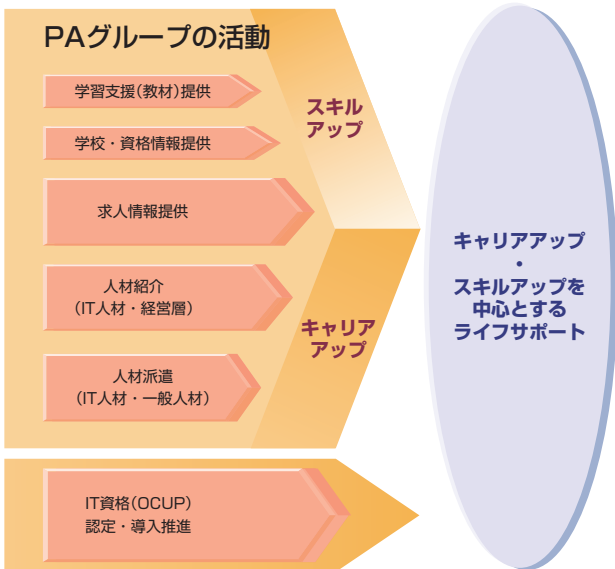 PAグループの活動
学習支援(教材)提供
学校・資格情報提供
求人情報提供
人材紹介
(IT人材・経営層)
人材派遣
(IT人材・一般人材)
スキル
アップ
キャリア
アップ
IT資格(OCUP)
認定・導入推進
キャリアアップ
・
スキルアップを
中心とする
ライフサポート